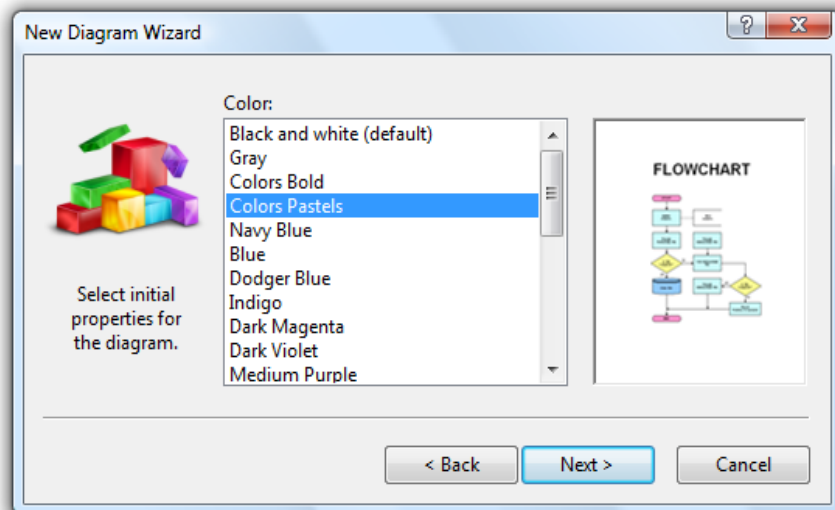 New Diagram Wizard
Color:
Black and white (default)
Gray
Colors Bold
Colors Pastels
Navy Blue
Blue
Dodger Blue
Indigo
Dark Magenta
Dark Violet
Medium Purple
Select initial
properties for
the diagram.
FLOWCHART
< Back
Next >
Cancel